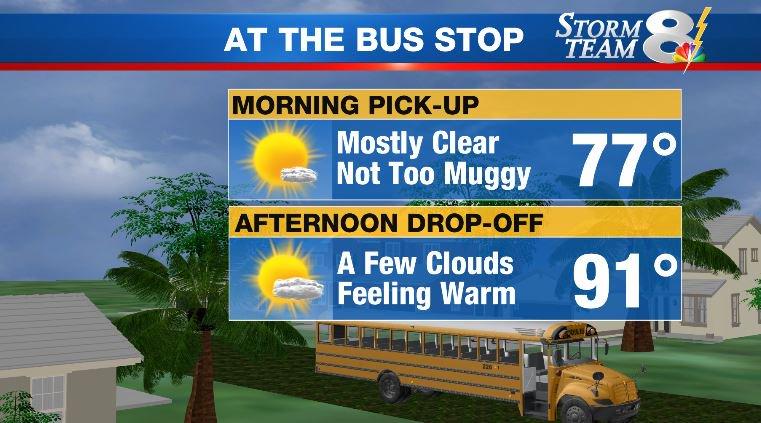 AT THE BUS STOP
STORM
TEAM 8
MORNING PICK-UP
Mostly Clear
Not Too Muggy
77°
AFTERNOON DROP-OFF
A Few Clouds
Feeling Warm
91°